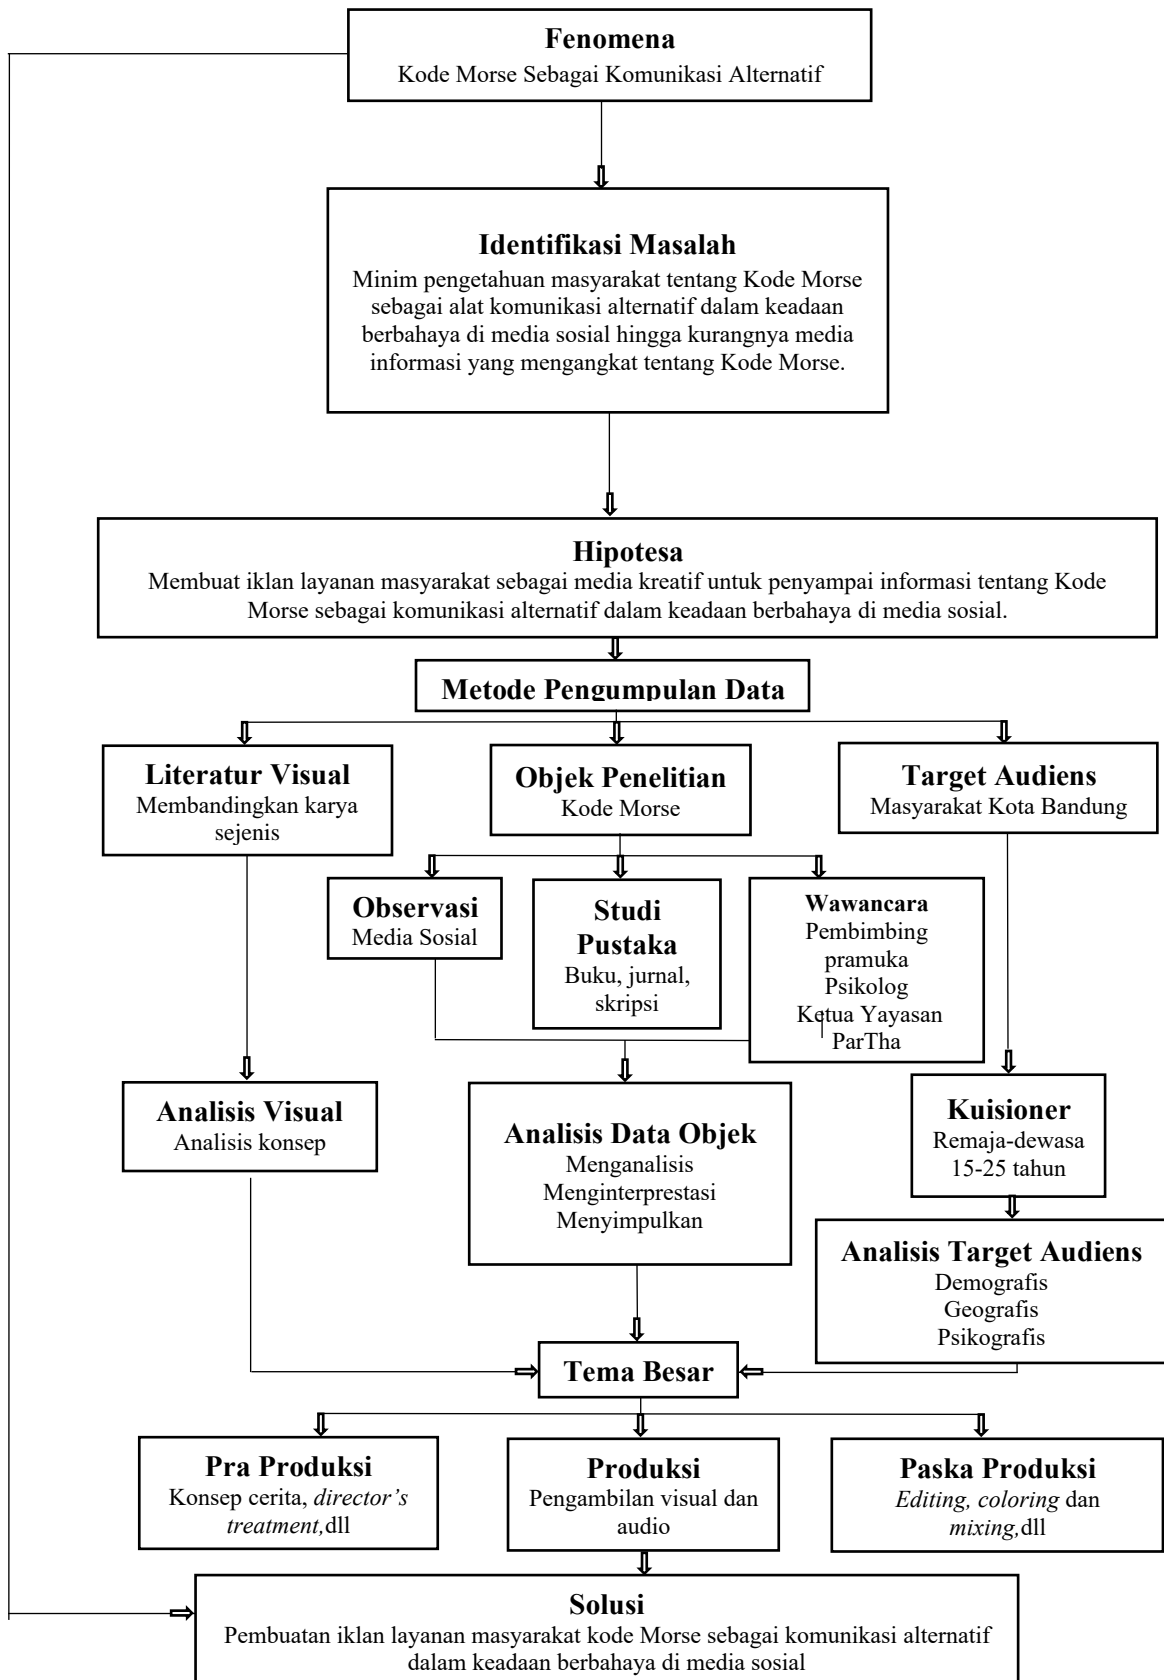 Fenomena
Kode Morse Sebagai Komunikasi Alternatif
Identifikasi Masalah
Minim pengetahuan masyarakat tentang Kode Morse
sebagai alat komunikasi alternatif dalam keadaan
berbahaya di media sosial hingga kurangnya media
informasi yang mengangkat tentang Kode Morse.
Hipotesa
Membuat iklan layanan masyarakat sebagai media kreatif untuk penyampai informasi tentang Kode
Morse sebagai komunikasi alternatif dalam keadaan berbahaya di media sosial.
Metode Pengumpulan Data
Literatur Visual
Membandingkan karya
sejenis
Objek Penelitian
Kode Morse
Target Audiens
Masyarakat Kota Bandung
Observasi
Media Sosial
Studi
Pustaka
Buku, jurnal,
skripsi
Wawancara
Pembimbing
pramuka
Psikolog
Ketua Yayasan
ParTha
Analisis Visual
Analisis konsep
Analisis Data Objek
Menganalisis
Menginterprestasi
Menyimpulkan
Kuisioner
Remaja-dewasa
15-25 tahun
Analisis Target Audiens
Demografis
Geografis
Psikografis
Tema Besar
Pra Produksi
Konsep cerita, director’s
treatment,dll
Produksi
Pengambilan visual dan
audio
Paska Produksi
Editing, coloring dan
mixing,dll
Solusi
Pembuatan iklan layanan masyarakat kode Morse sebagai komunikasi alternatif
dalam keadaan berbahaya di media sosial